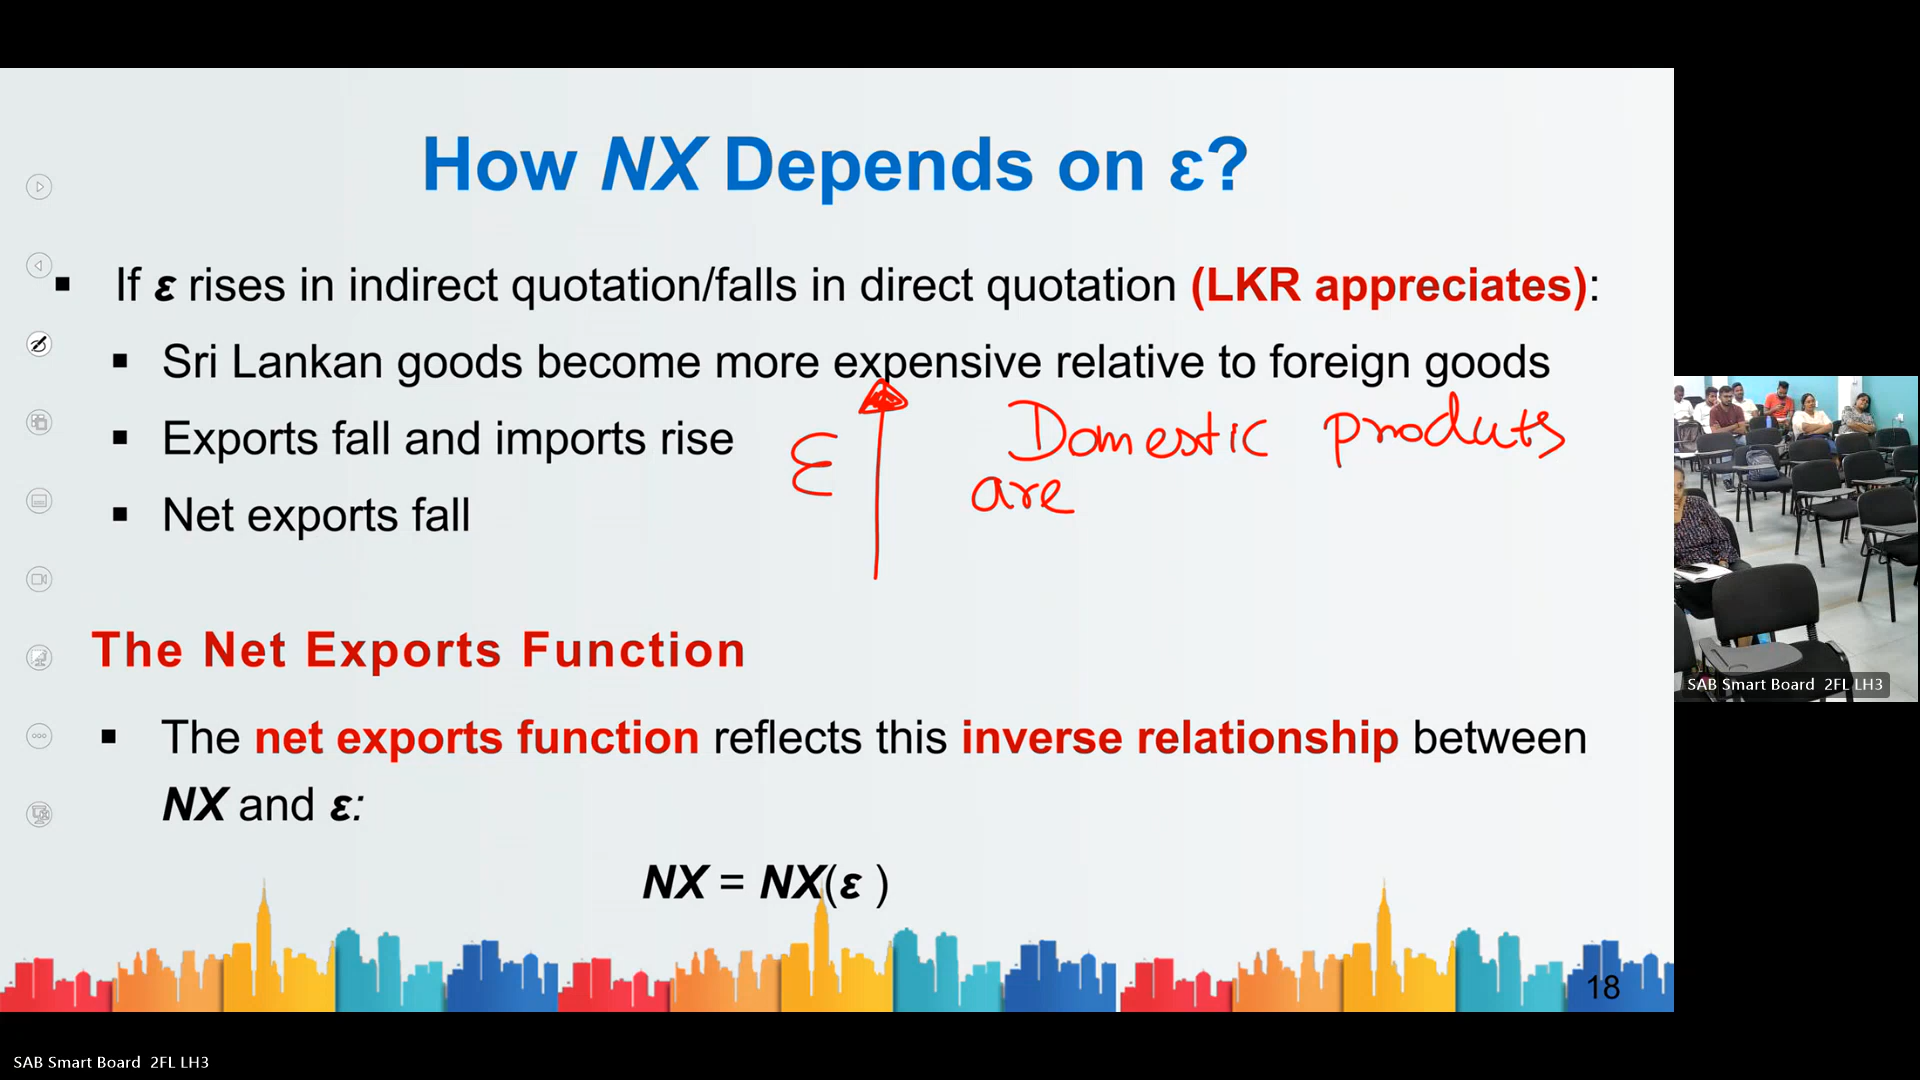 How NX Depends on ε?
▪ If ε rises in indirect quotation/falls in direct quotation (LKR appreciates):
▪ Sri Lankan goods become more expensive relative to foreign goods
▪ Exports fall and imports rise
▪ Net exports fall
ε
Domestic produts
are
The Net Exports Function
▪ The net exports function reflects this inverse relationship between
NX and ε:
NX = NX(ε )
18
SAB Smart Board 2FL LH3
SAB Smart Board 2FL LH3